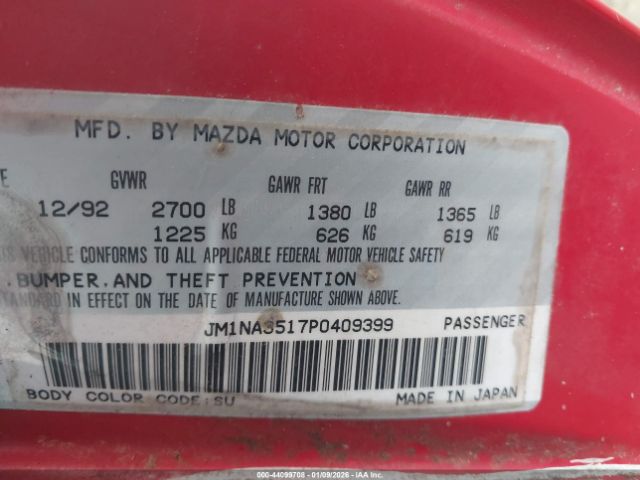 MFD. BY MAZDA MOTOR CORPORATION
GVWR GAWR FRT GAWR RR
12/92 2700 LB 1380 LB 1365 LB
1225 KG 626 KG 619 KG
VEHICLE CONFORMS TO ALL APPLICABLE FEDERAL MOTOR VEHICLE SAFETY
.BUMPER.AND THEFT PREVENTION
STANDARD IN EFFECT ON THE DATE OF MANUFACTURE SHOWN ABOVE.
JM1NA3517P0409399 PASSENGER
BODY COLOR CODE:SU MADE IN JAPAN
000-44099708 - 01/09/2026 - IAA Inc.